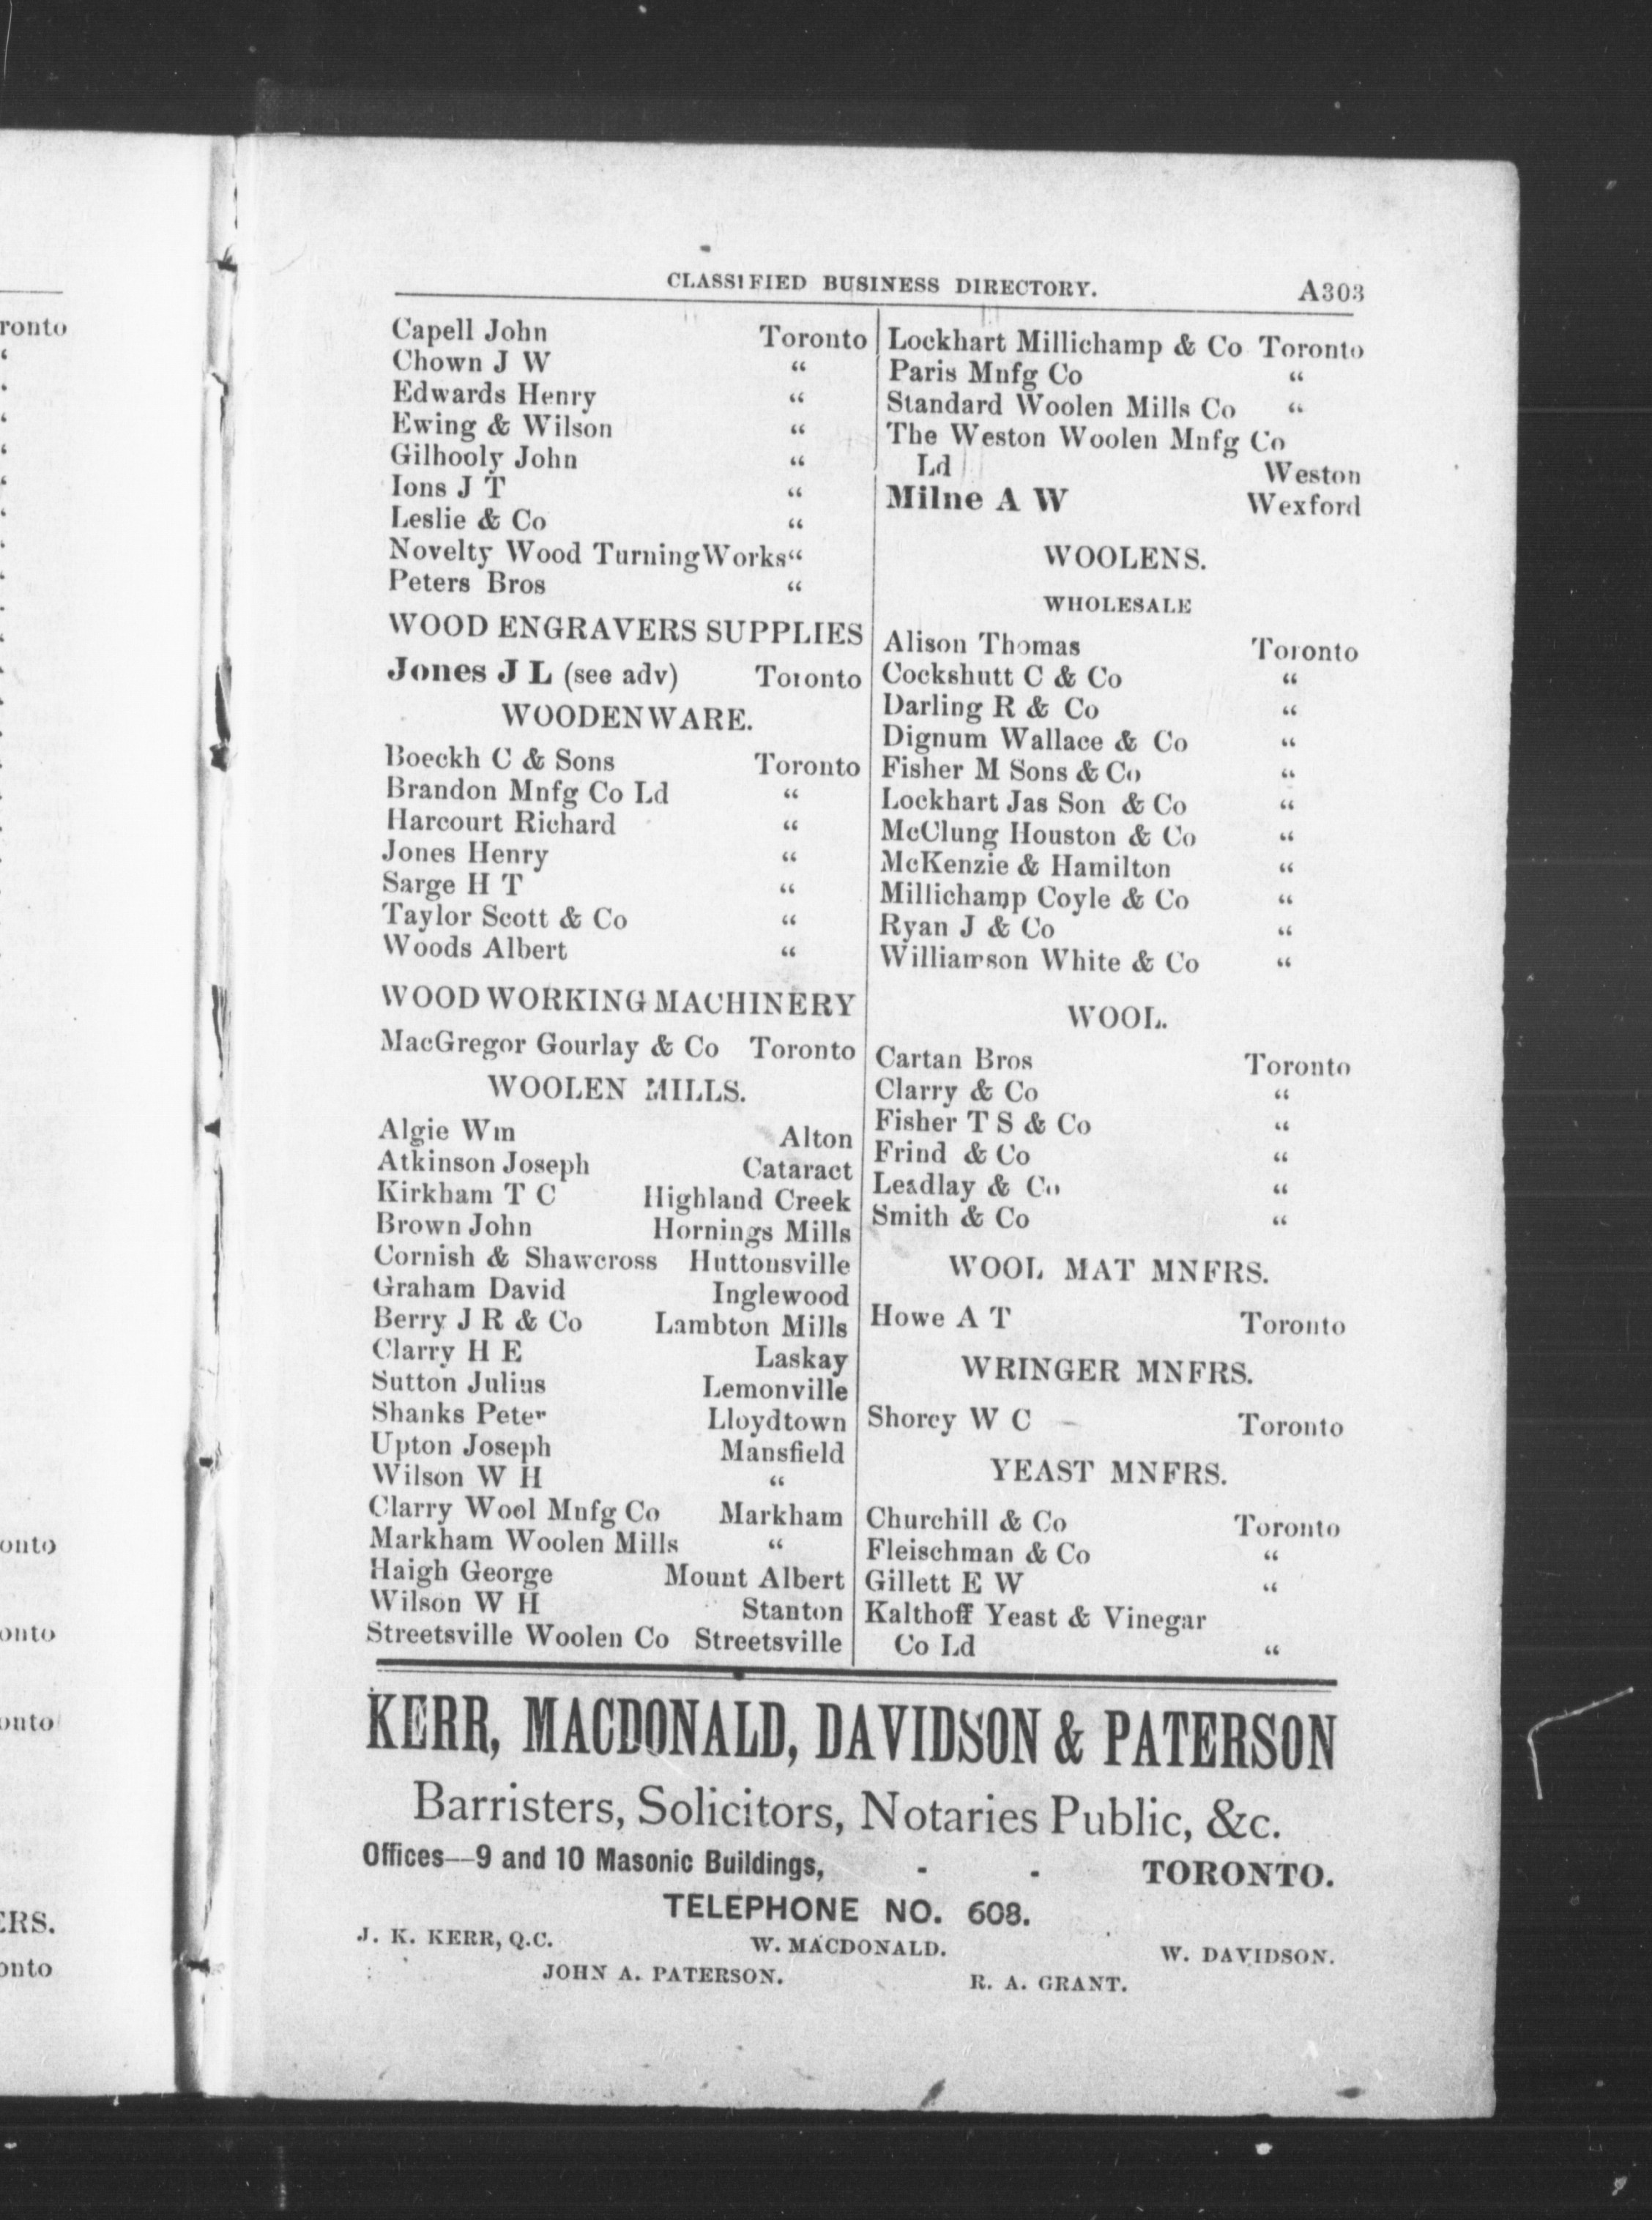 CLASSIFIED BUSINESS DIRECTORY. A303
Capell John Toronto
Chown J W “
Edwards Henry “
Ewing & Wilson “
Gilhooly John “
Ions J T “
Leslie & Co “
Novelty Wood TurningWorks“
Peters Bros “
WOOD ENGRAVERS SUPPLIES
Jones J L (see adv) Toronto
WOODENWARE.
Boeckh C & Sons Toronto
Brandon Mnfg Co Ld “
Harcourt Richard “
Jones Henry “
Sarge H T “
Taylor Scott & Co “
Woods Albert “
WOOD WORKING MACHINERY
MacGregor Gourlay & Co Toronto
WOOLEN MILLS.
Algie Wm Alton
Atkinson Joseph Cataract
Kirkham T C Highland Creek
Brown John Hornings Mills
Cornish & Shawcross Huttonsville
Graham David Inglewood
Berry J R & Co Lambton Mills
Clarry H E Laskay
Sutton Julius Lemonville
Shanks Peter Lloydtown
Upton Joseph Mansfield
Wilson W H “
Clarry Wool Mnfg Co Markham
Markham Woolen Mills “
Haigh George Mount Albert
Wilson W H Stanton
Streetsville Woolen Co Streetsville
Lockhart Millichamp & Co Toronto
Paris Mnfg Co “
Standard Woolen Mills Co “
The Weston Woolen Mnfg Co
Ld Weston
Milne A W Wexford
WOOLENS.
WHOLESALE
Alison Thomas Toronto
Cockshutt C & Co “
Darling R & Co “
Dignum Wallace & Co “
Fisher M Sons & Co “
Lockhart Jas Son & Co “
McClung Houston & Co “
McKenzie & Hamilton “
Millichamp Coyle & Co “
Ryan J & Co “
Williamson White & Co “
WOOL.
Cartan Bros Toronto
Clarry & Co “
Fisher T S & Co “
Frind & Co “
Leadlay & Co “
Smith & Co “
WOOL MAT MNFRS.
Howe A T Toronto
WRINGER MNFRS.
Shorey W C Toronto
YEAST MNFRS.
Churchill & Co Toronto
Fleischman & Co “
Gillett E W “
Kalthoff Yeast & Vinegar
Co Ld “
KERR, MACDONALD, DAVIDSON & PATERSON
Barristers, Solicitors, Notaries Public, &c.
Offices—9 and 10 Masonic Buildings, - - TORONTO.
TELEPHONE NO. 608.
J. K. KERR, Q.C. W. MACDONALD. W. DAVIDSON.
JOHN A. PATERSON. R. A. GRANT.